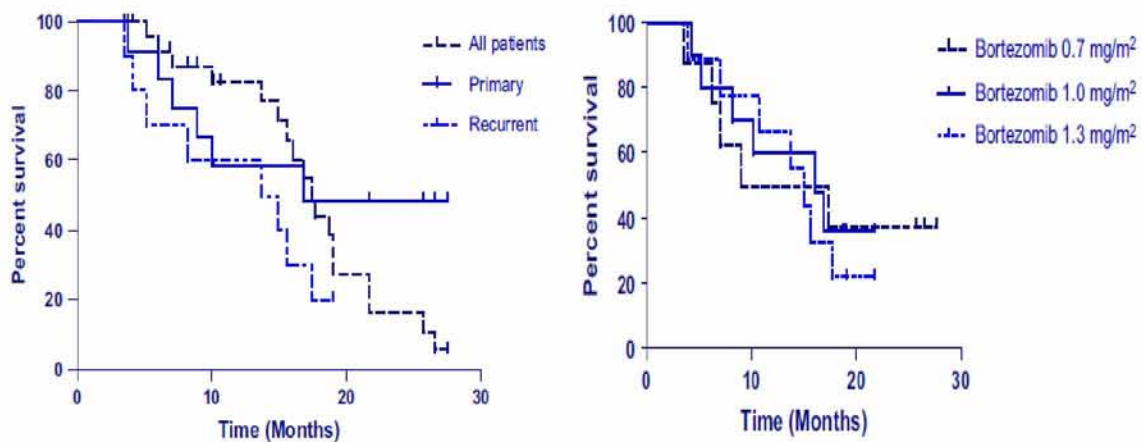 100
80
60
40
20
0
0 10 20 30
Percent survival
Time (Months)
All patients
Primary
Recurrent
100
80
60
40
20
0
0 10 20 30
Percent survival
Time (Months)
Bortezomib 0.7 mg/m²
Bortezomib 1.0 mg/m²
Bortezomib 1.3 mg/m²